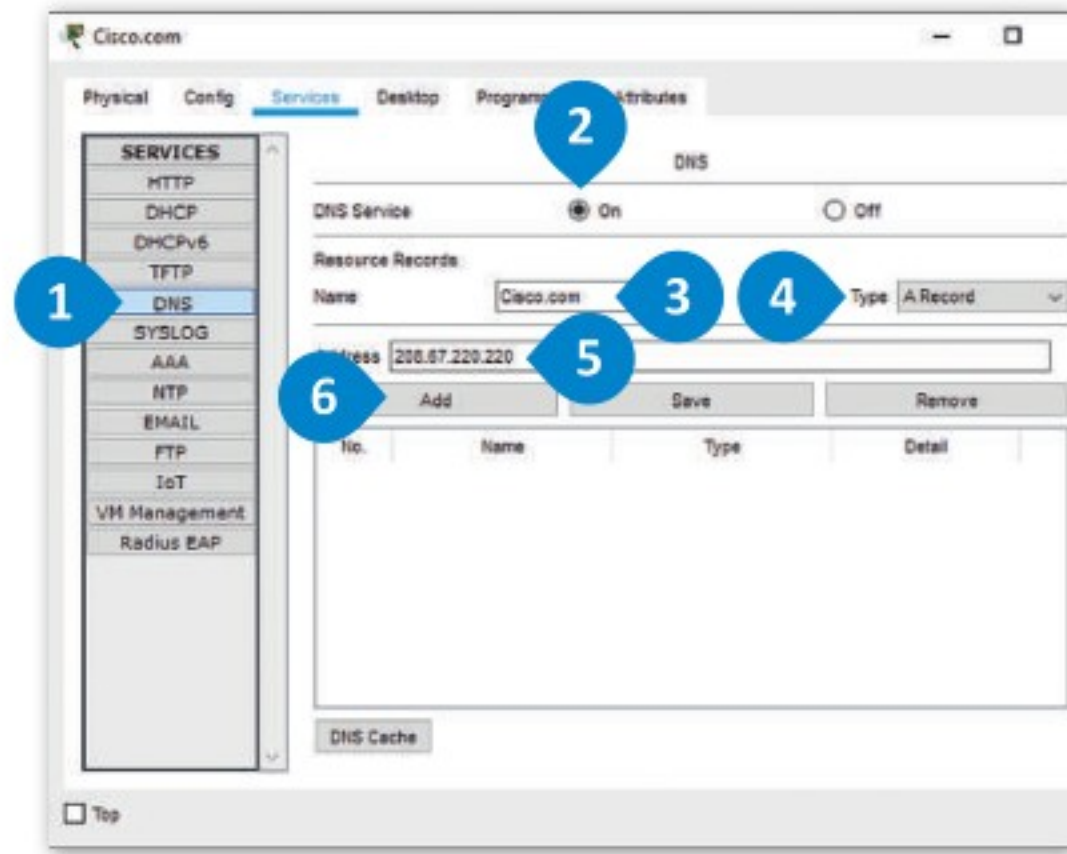 Cisco.com
Physical Config Services Desktop Attributes
2
SERVICES
DNS
HTTP
DHCP
DNS Service On Off
DHCPv6
Resource Records
TFTP
1
DNS
Name Cisco.com 3 4 Type A Record
SYSLOG
AAA
208.67.220.220 5
6
NTP
Add Save Remove
EMAIL
FTP
No. Name Type Detail
IoT
VM Management
Radius EAP
DNS Cache
Top